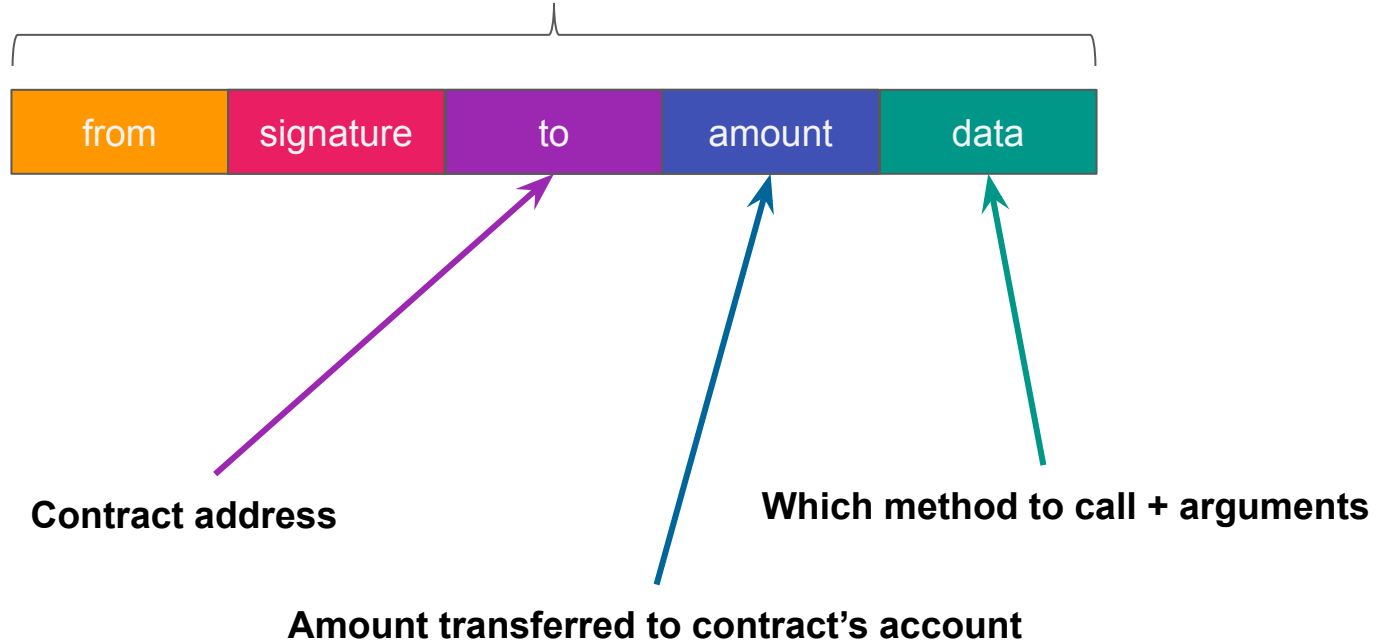 from signature to amount data
Contract address
Which method to call + arguments
Amount transferred to contract’s account